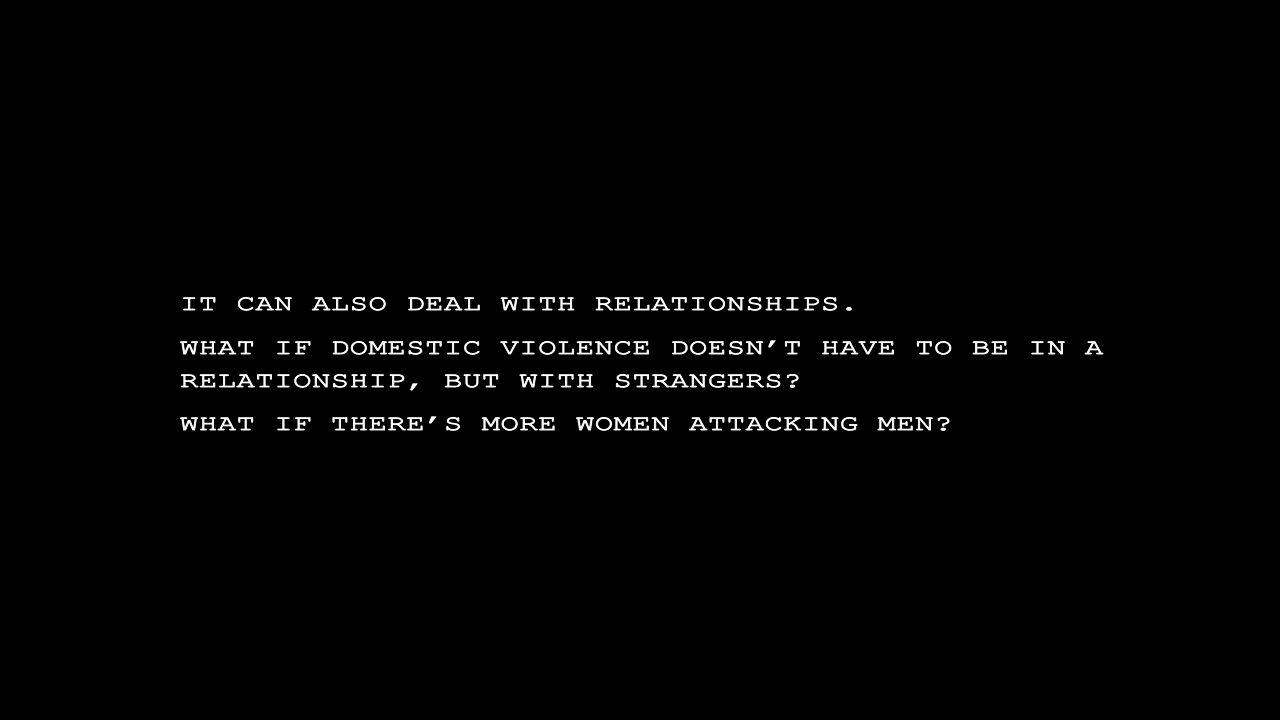 IT CAN ALSO DEAL WITH RELATIONSHIPS.
WHAT IF DOMESTIC VIOLENCE DOESN’T HAVE TO BE IN A
RELATIONSHIP, BUT WITH STRANGERS?
WHAT IF THERE’S MORE WOMEN ATTACKING MEN?